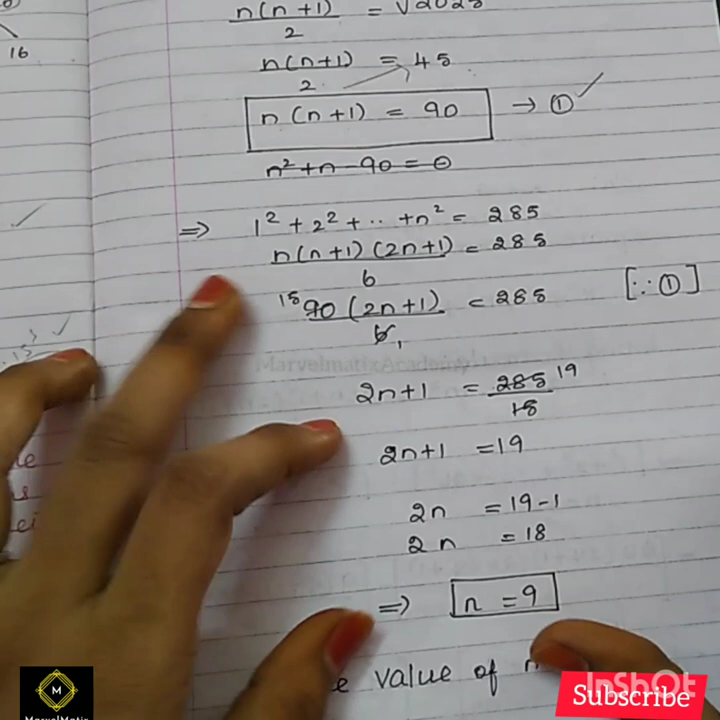 n(n+1)/2 = √2025
16
n(n+1)/2 = 45
n(n+1) = 90 → ① ✓
n²+n-90=0
⇒ 1² + 2² + ·· +n² = 285
n(n+1)(2n+1)/6 = 285
15 90(2n+1)/6 1 = 285 [∵ ①]
MarvelmatixAcademy
2n+1 = 285/15 19
2n+1 =19
2n =19-1
2n =18
⇒ n =9
value of
InShOt
Subscribe
M
MarvelMatix